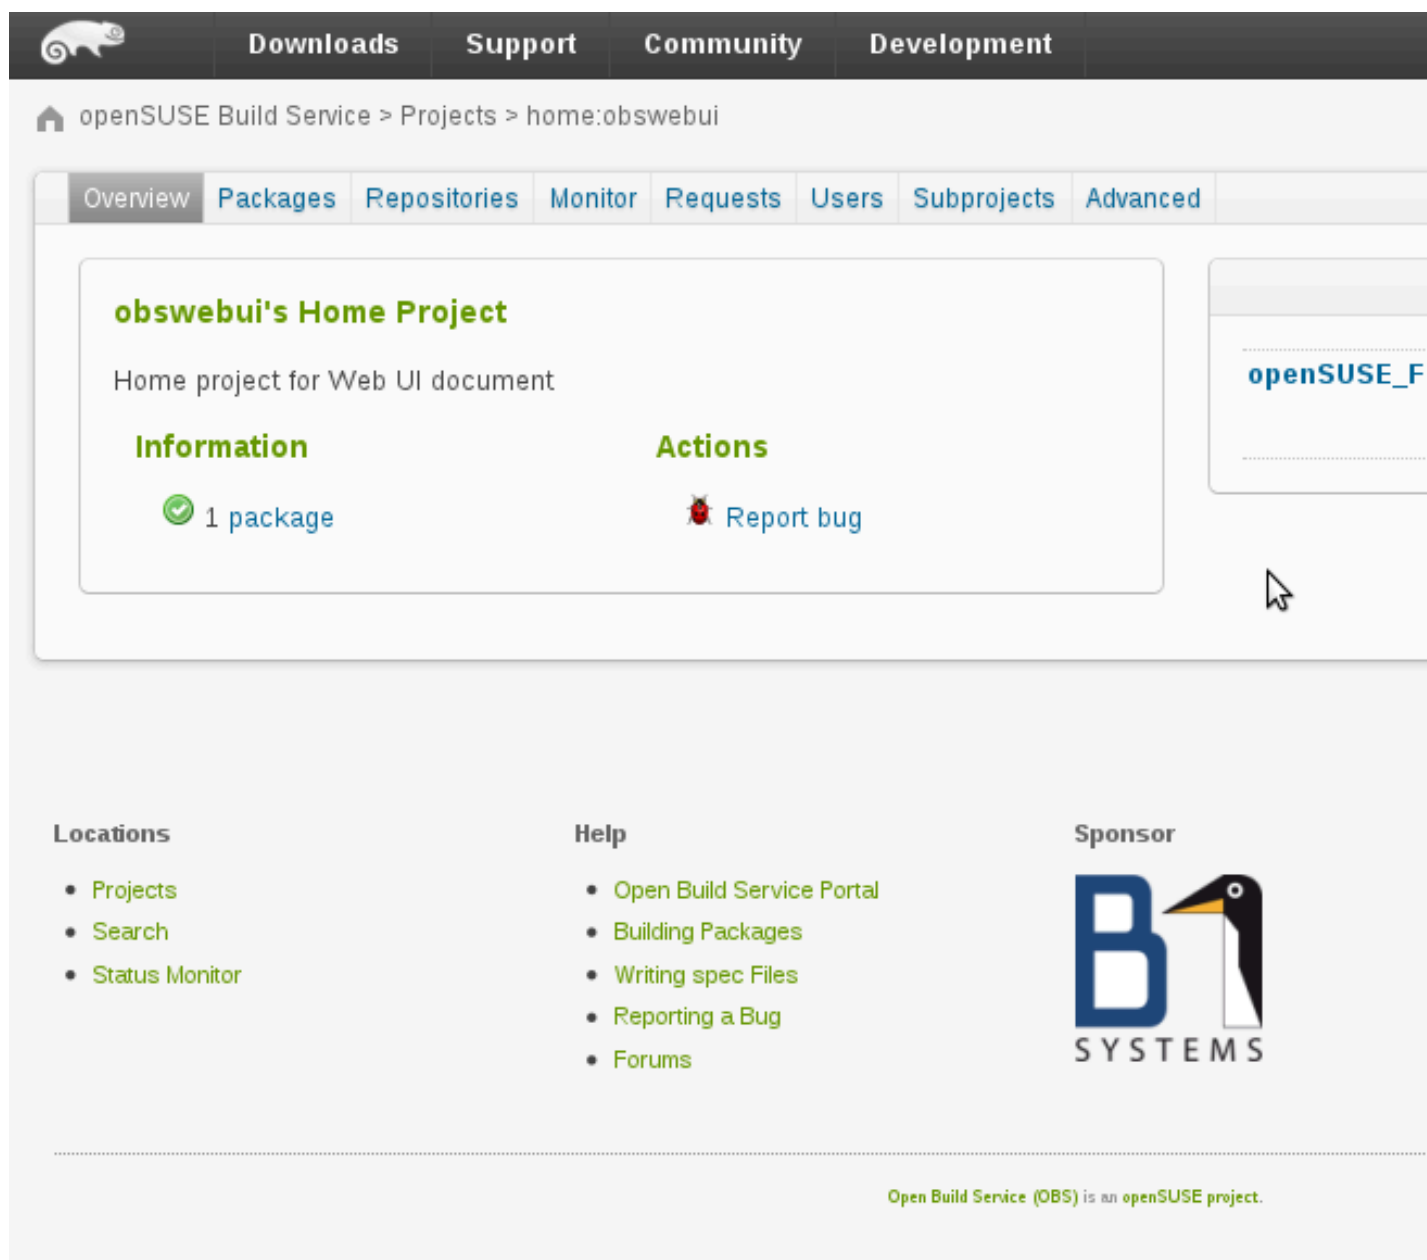 Downloads Support Community Development
openSUSE Build Service > Projects > home:obswebui
Overview Packages Repositories Monitor Requests Users Subprojects Advanced
obswebui's Home Project
Home project for Web UI document
openSUSE_F
Information Actions
1 package Report bug
Locations Help Sponsor
Projects Open Build Service Portal
Search Building Packages
Status Monitor Writing spec Files
Reporting a Bug
Forums
B1
SYSTEMS
Open Build Service (OBS) is an openSUSE project.